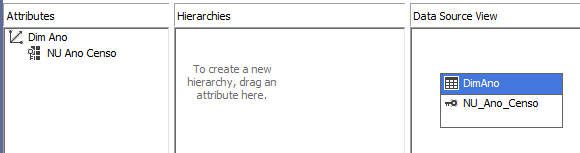 Attributes
Dim Ano
NU Ano Censo
Hierarchies
To create a new
hierarchy, drag an
attribute here.
Data Source View
DimAno
NU_Ano_Censo